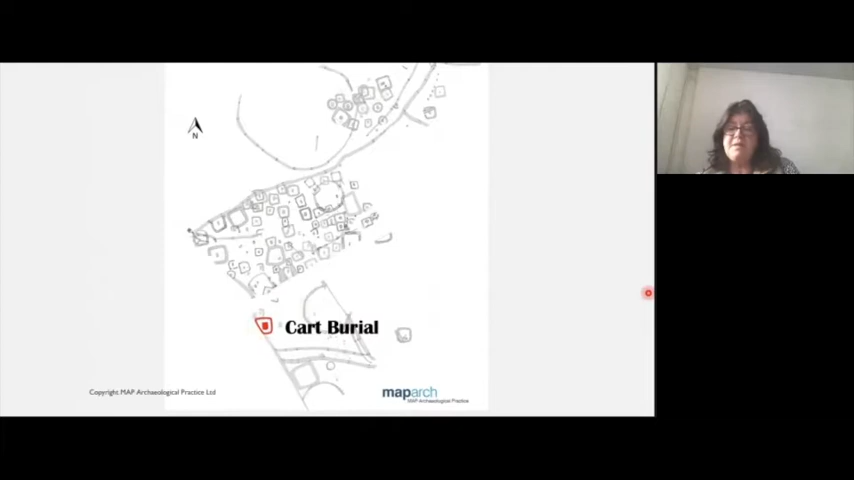 N
Cart Burial
Copyright MAP Archaeological Practice Ltd
maparch
MAP Archaeological Practice